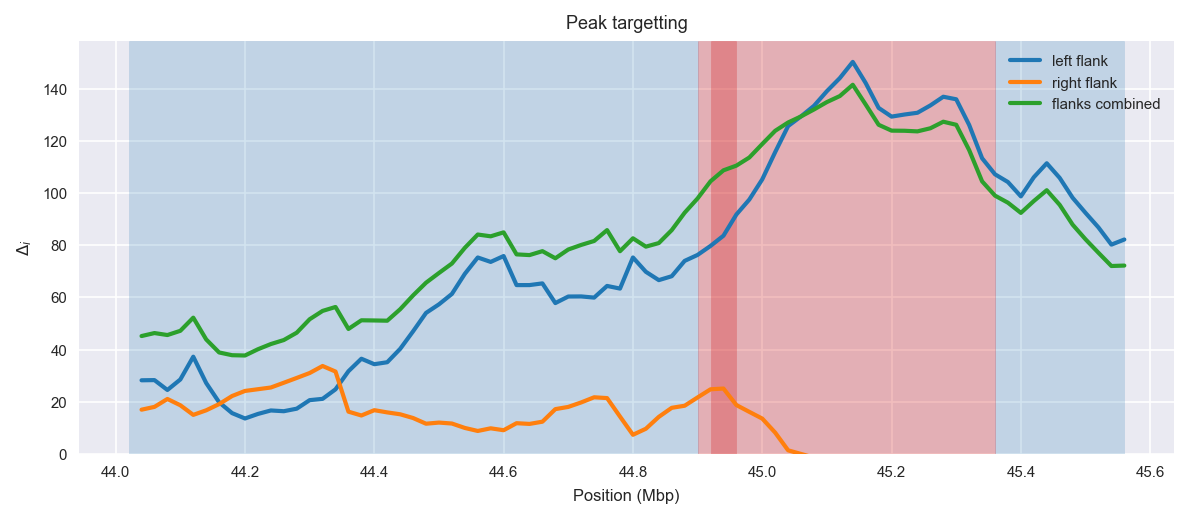 Peak targetting
left flank
right flank
flanks combined
140
120
100
80
60
40
20
0
Δi
44.0 44.2 44.4 44.6 44.8 45.0 45.2 45.4 45.6
Position (Mbp)